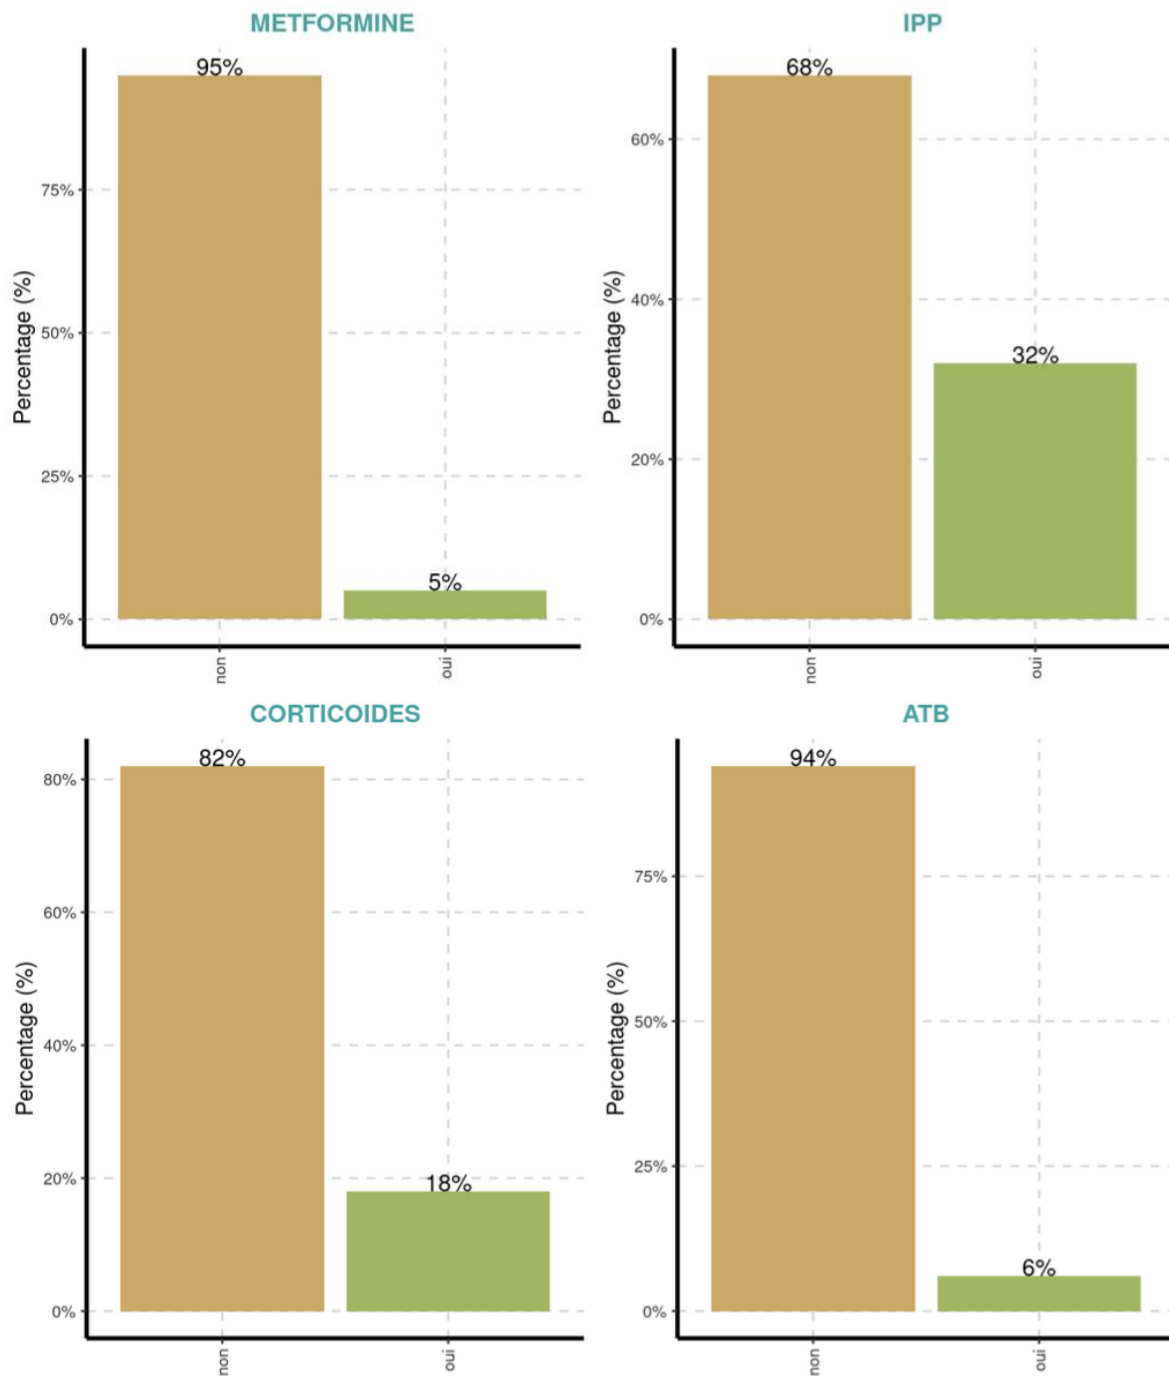 METFORMINE
95%
75%
50%
25%
0%
5%
Percentage (%)
non
oui
IPP
68%
60%
40%
20%
0%
32%
Percentage (%)
non
oui
CORTICOIDES
82%
80%
60%
40%
20%
0%
18%
Percentage (%)
non
oui
ATB
94%
75%
50%
25%
0%
6%
Percentage (%)
non
oui